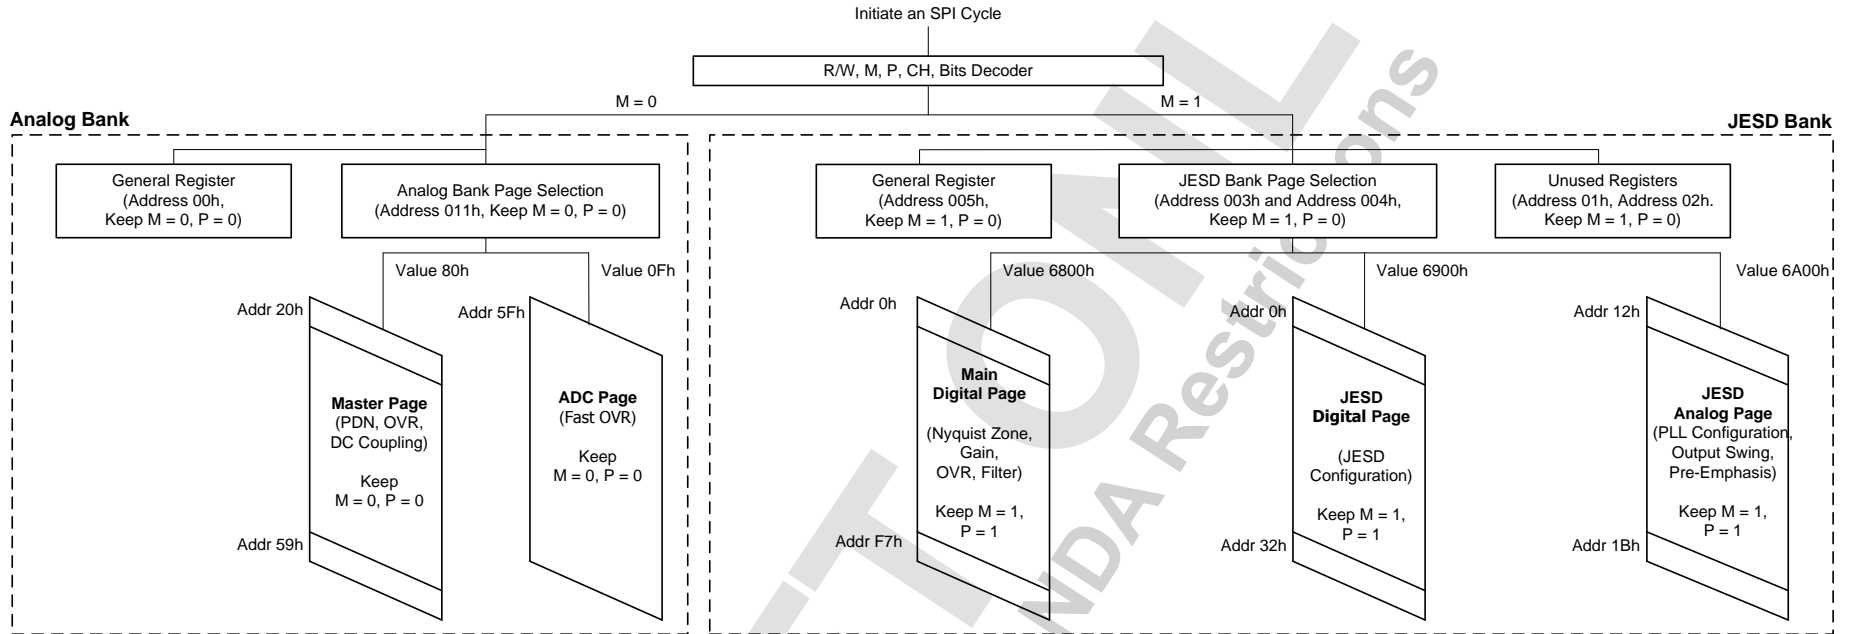 Initiate an SPI Cycle
R/W, M, P, CH, Bits Decoder
M = 0
M = 1
Analog Bank
JESD Bank
General Register
(Address 00h,
Keep M = 0, P = 0)
Analog Bank Page Selection
(Address 011h, Keep M = 0, P = 0)
General Register
(Address 005h,
Keep M = 1, P = 0)
JESD Bank Page Selection
(Address 003h and Address 004h,
Keep M = 1, P = 0)
Unused Registers
(Address 01h, Address 02h.
Keep M = 1, P = 0)
Value 80h
Value 0Fh
Value 6800h
Value 6900h
Value 6A00h
Addr 20h
Addr 5Fh
Addr 0h
Addr 0h
Addr 12h
Master Page
(PDN, OVR,
DC Coupling)
Keep
M = 0, P = 0
ADC Page
(Fast OVR)
Keep
M = 0, P = 0
Main
Digital Page
(Nyquist Zone,
Gain,
OVR, Filter)
Keep M = 1,
P = 1
JESD
Digital Page
(JESD
Configuration)
Keep M = 1,
P = 1
JESD
Analog Page
(PLL Configuration,
Output Swing,
Pre-Emphasis)
Keep M = 1,
P = 1
Addr 59h
Addr F7h
Addr 32h
Addr 1Bh
NDA Restrictions